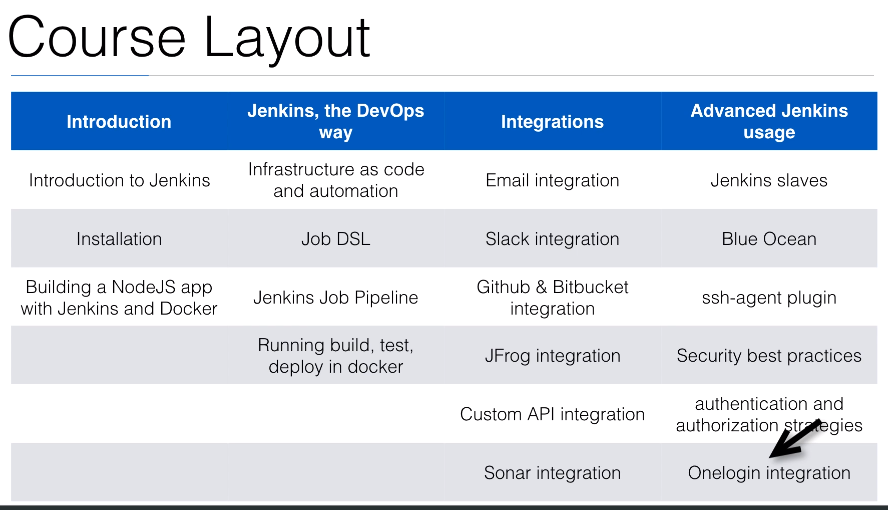 Course Layout
Introduction
Jenkins, the DevOps
way
Integrations
Advanced Jenkins
usage
Introduction to Jenkins
Infrastructure as code
and automation
Email integration
Jenkins slaves
Installation
Job DSL
Slack integration
Blue Ocean
Building a NodeJS app
with Jenkins and Docker
Jenkins Job Pipeline
Github & Bitbucket
integration
ssh-agent plugin
Running build, test,
deploy in docker
JFrog integration
Security best practices
Custom API integration
authentication and
authorization strategies
Sonar integration
Onelogin integration